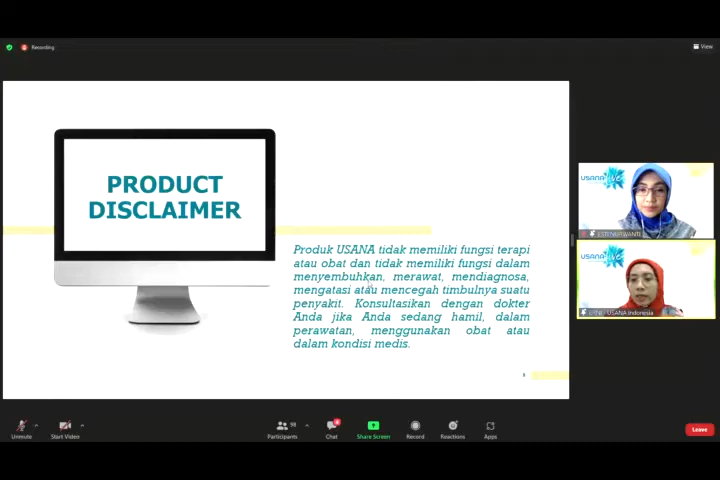 Recording
View
PRODUCT
DISCLAIMER
Produk USANA tidak memiliki fungsi terapi
atau obat dan tidak memiliki fungsi dalam
menyembuhkan, merawat, mendiagnosa,
mengatasi atau mencegah timbulnya suatu
penyakit. Konsultasikan dengan dokter
Anda jika Anda sedang hamil, dalam
perawatan, menggunakan obat atau
dalam kondisi medis.
USANA live
USANA live
USANA Indonesia
Unmute
Start Video
Participants
98
Chat
Share Screen
Record
Reactions
Apps
Leave